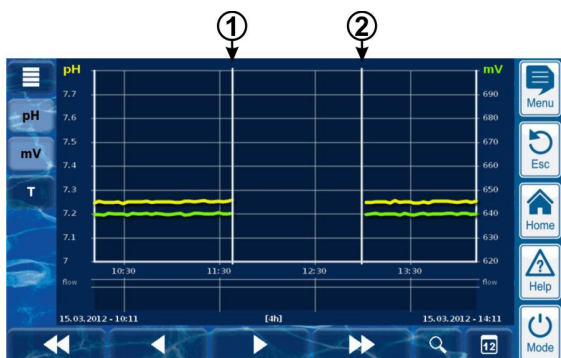 ① ②
pH mV
7.7 690
Menu
pH
7.6 680
mV
7.5 670
Esc
7.4 660
T
7.3 650
7.2 640
Home
7.1 630
7 620
10:30 11:30 12:30 13:30
flow flow
Help
15.03.2012 - 10:11 [4h] 15.03.2012 - 14:11
12
Mode